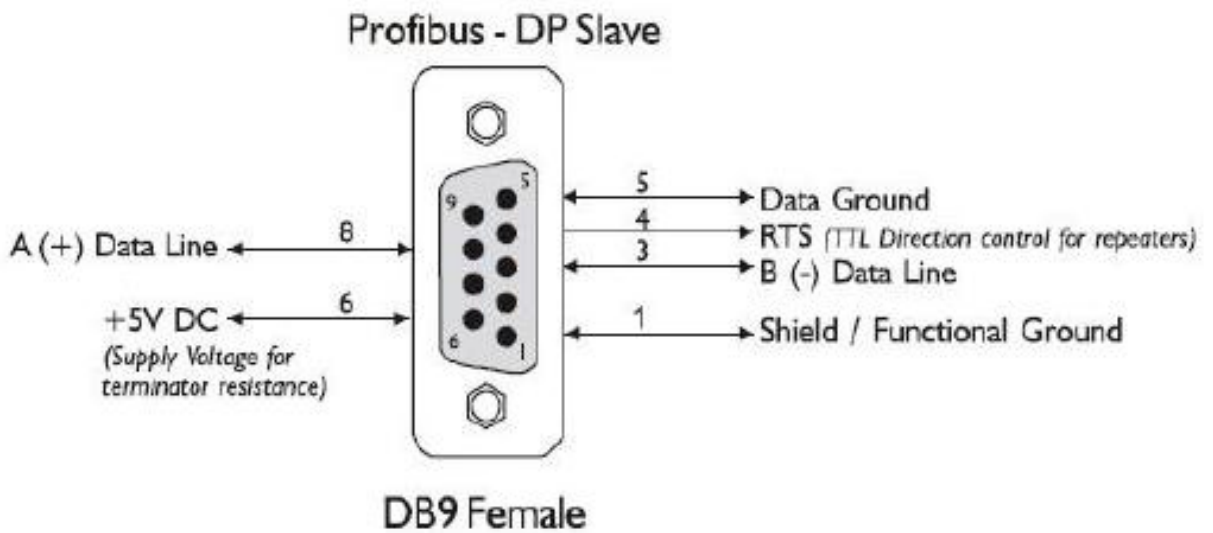 Profibus - DP Slave
5
9
6
1
A (+) Data Line
8
+5V DC
6
(Supply Voltage for
terminator resistance)
5
Data Ground
4
RTS (TTL Direction control for repeaters)
3
B (-) Data Line
1
Shield / Functional Ground
DB9 Female